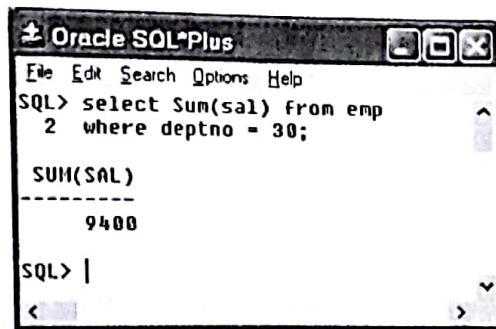 Oracle SQL*Plus
File Edit Search Options Help
SQL> select Sum(sal) from emp
2 where deptno = 30;
SUM(SAL)
---------
9400
SQL>